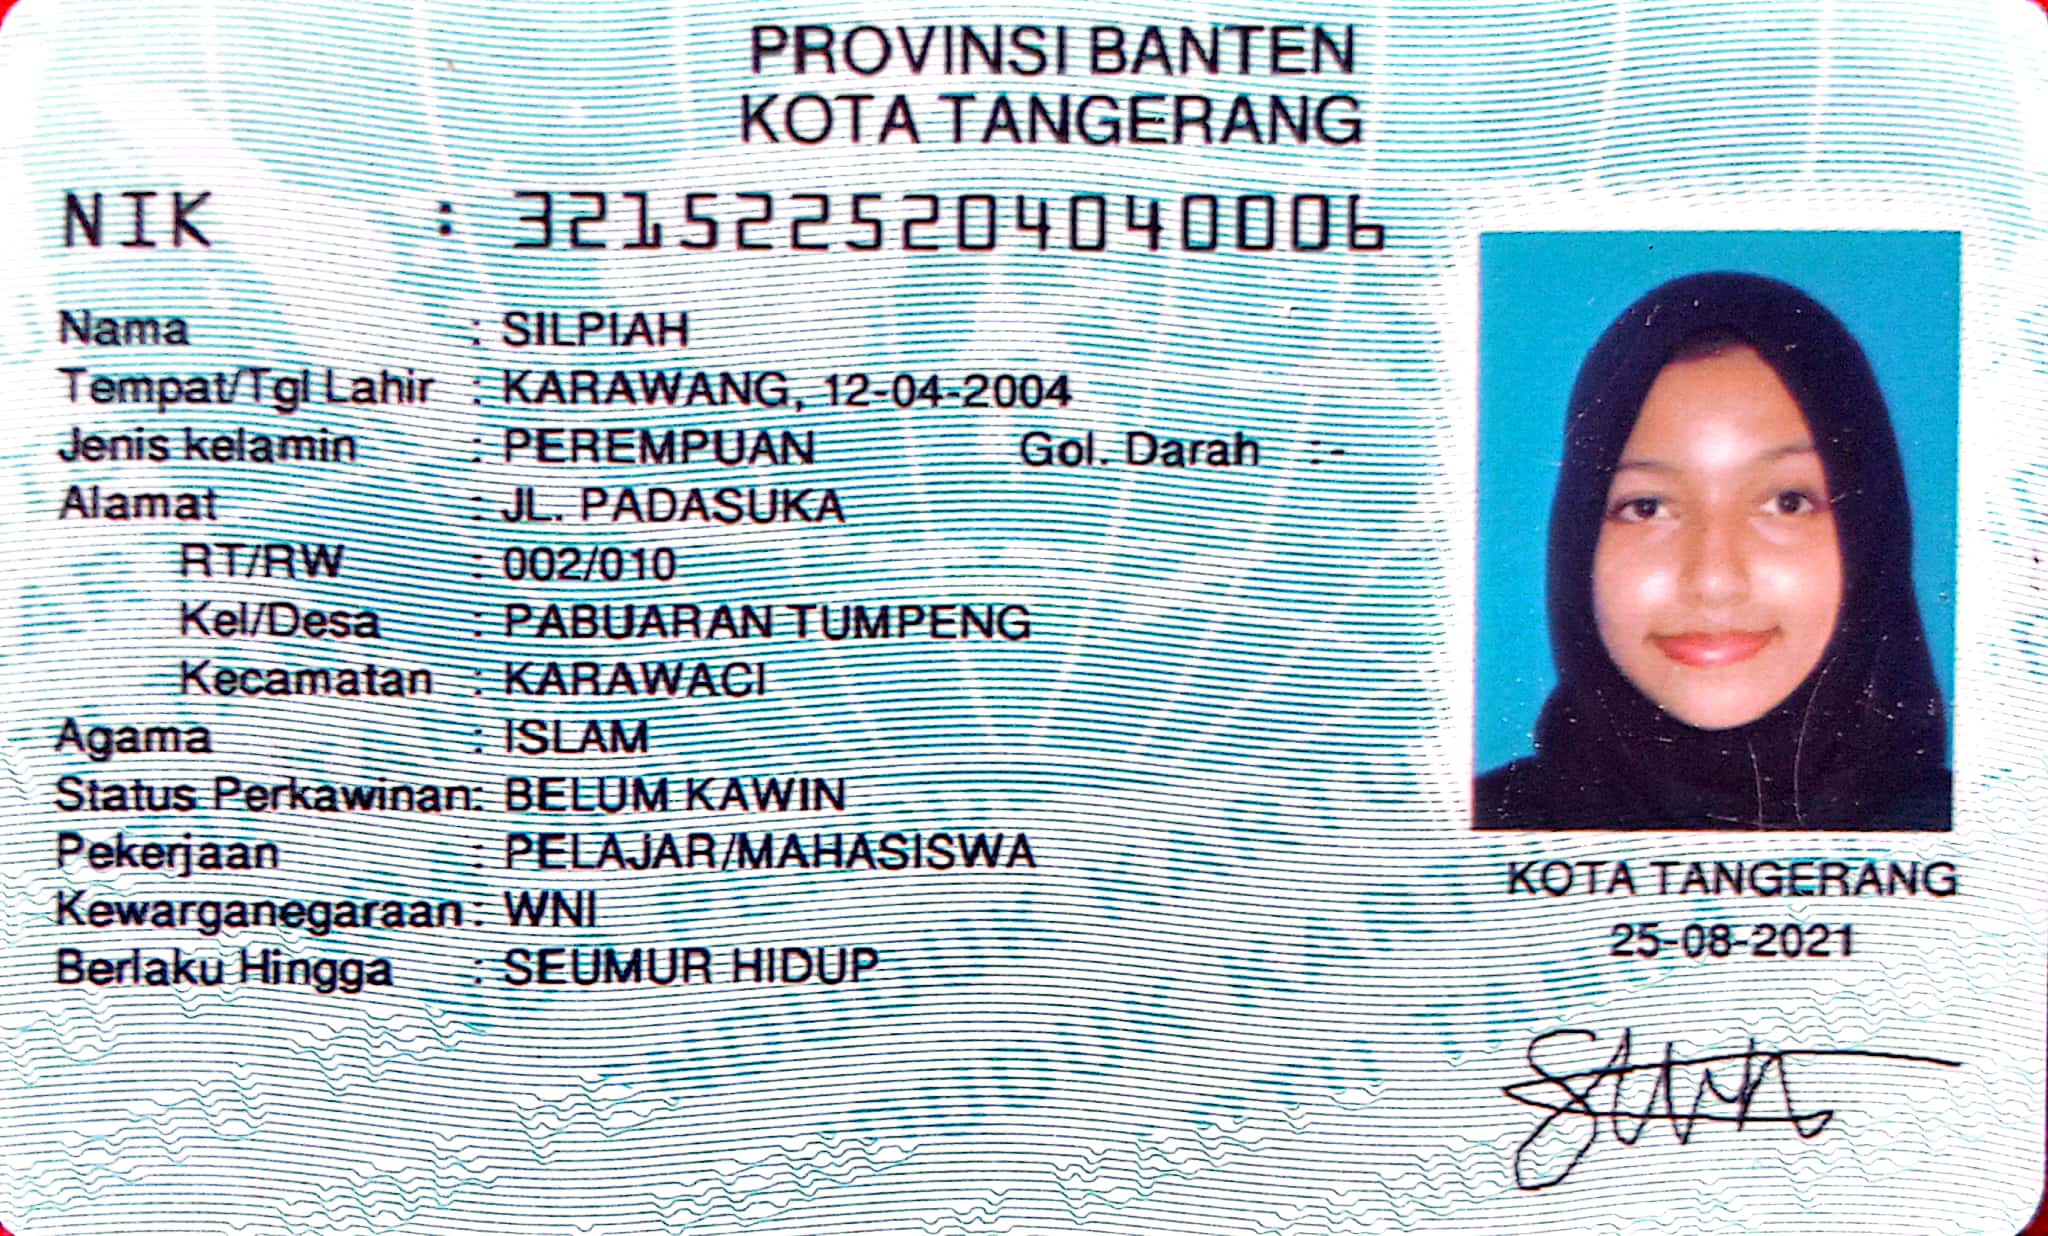 PROVINSI BANTEN
KOTA TANGERANG
NIK : 3215225204040006
Nama : SILPIAH
Tempat/Tgl Lahir : KARAWANG, 12-04-2004
Jenis kelamin : PEREMPUAN Gol. Darah :-
Alamat : JL. PADASUKA
RT/RW : 002/010
Kel/Desa : PABUARAN TUMPENG
Kecamatan : KARAWACI
Agama : ISLAM
Status Perkawinan: BELUM KAWIN
Pekerjaan : PELAJAR/MAHASISWA
Kewarganegaraan: WNI
Berlaku Hingga : SEUMUR HIDUP
KOTA TANGERANG
25-08-2021